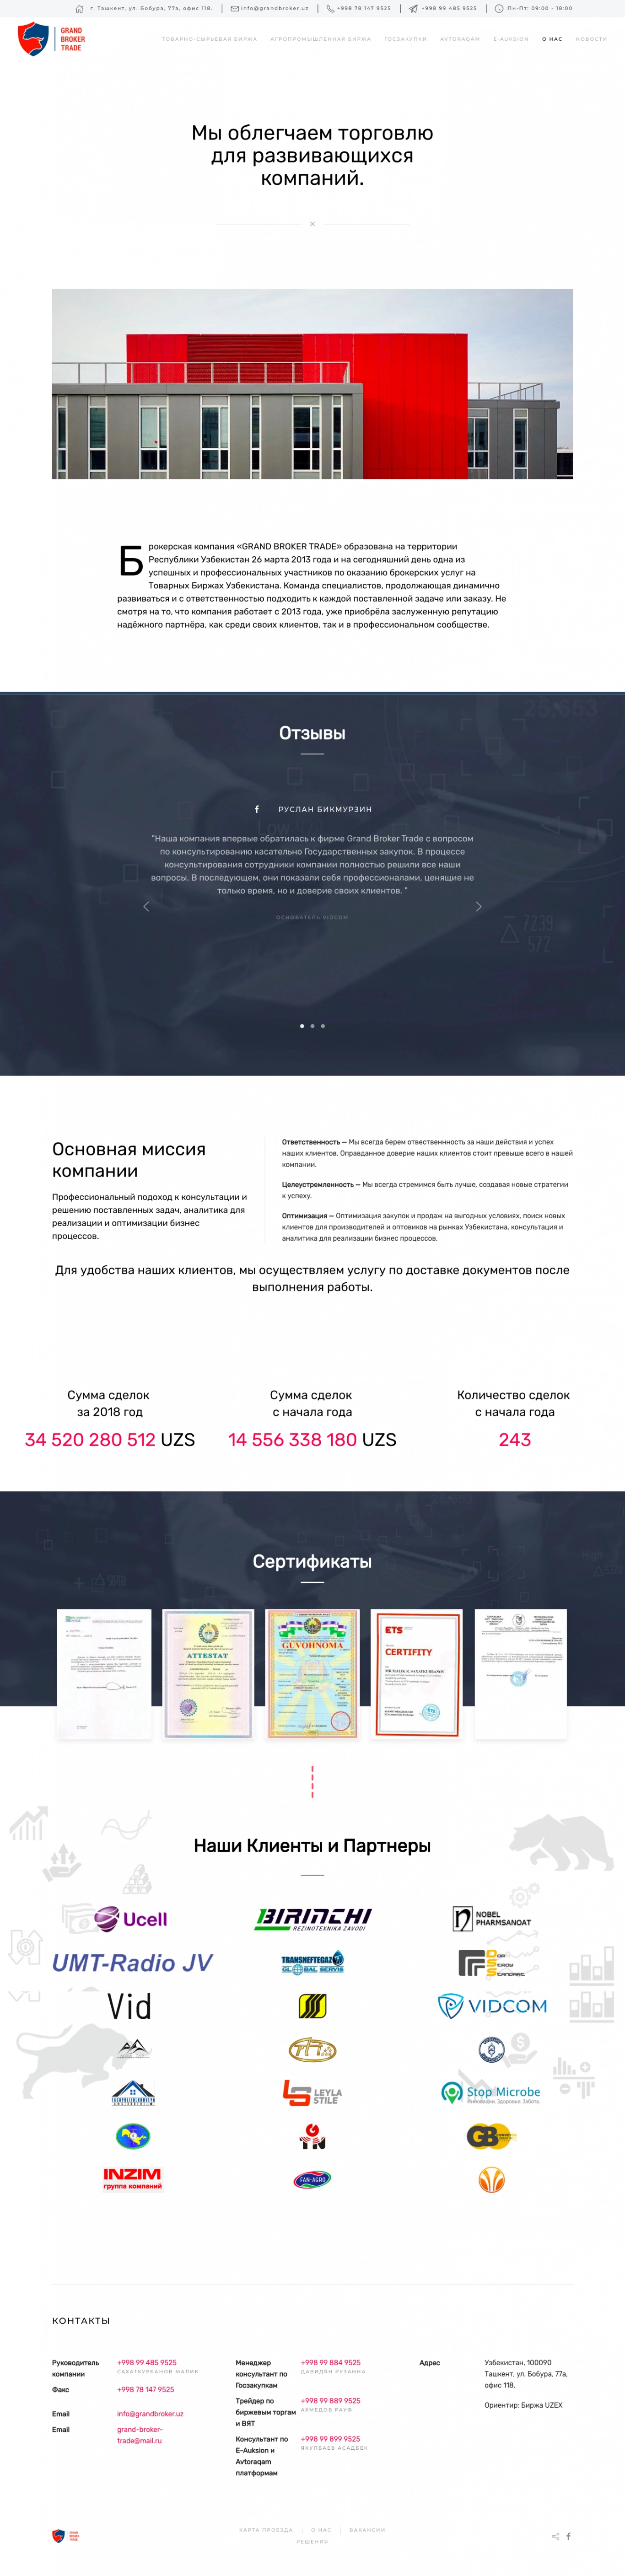 г. Ташкент, ул. Бобура, 77а, офис 118.
info@grandbroker.uz
+998 78 147 9525
+998 99 485 9525
Пн-Пт: 09:00 - 18:00
GRAND
BROKER
TRADE
ТОВАРНО-СЫРЬЕВАЯ БИРЖА
АГРОПРОМЫШЛЕННАЯ БИРЖА
ГОСЗАКУПКИ
AVTORAQAM
E-AUKSION
О НАС
НОВОСТИ
Мы облегчаем торговлю
для развивающихся
компаний.
Брокерская компания «GRAND BROKER TRADE» образована на территории
Республики Узбекистан 26 марта 2013 года и на сегодняшний день одна из
успешных и профессиональных участников по оказанию брокерских услуг на
Товарных Биржах Узбекистана. Команда специалистов, продолжающая динамично
развиваться и с ответственностью подходить к каждой поставленной задаче или заказу. Не
смотря на то, что компания работает с 2013 года, уже приобрёла заслуженную репутацию
надёжного партнёра, как среди своих клиентов, так и в профессиональном сообществе.
25,653
Отзывы
РУСЛАН БИКМУРЗИН
"Наша компания впервые обратилась к фирме Grand Broker Trade с вопросом
по консультированию касательно Государственных закупок. В процессе
консультирования сотрудники компании полностью решили все наши
вопросы. В последующем, они показали себя профессионалами, ценящие не
только время, но и доверие своих клиентов. "
ОСНОВАТЕЛЬ VIDCOM
7239
572
Основная миссия
компании
Профессиональный подоход к консультации и
решению поставленных задач, аналитика для
реализации и оптимизации бизнес
процессов.
Ответственность — Мы всегда берем ответственнность за наши действия и успех
наших клиентов. Оправданное доверие наших клиентов стоит превыше всего в нашей
компании.
Целеустремленность — Мы всегда стремимся быть лучше, создавая новые стратегии
к успеху.
Оптимизация — Оптимизация закупок и продаж на выгодных условиях, поиск новых
клиентов для производителей и оптовиков на рынках Узбекистана, консультация и
аналитика для реализации бизнес процессов.
Для удобства наших клиентов, мы осуществляем услугу по доставке документов после
выполнения работы.
Сумма сделок
за 2018 год
34 520 280 512 UZS
Сумма сделок
с начала года
14 556 338 180 UZS
Количество сделок
с начала года
243
Сертификаты
ATTESTAT
GUVOHNOMA
ETS
CERTIFITY
Наши Клиенты и Партнеры
Ucell
BIRINCHI
REZINOTEXNIKA ZAVODI
NOBEL
PHARMSANOAT
UMT-Radio JV
TRANSNEFTEGAZ
GLOBAL SERVIS
Vid
VIDCOM
LEYLA
STILE
Stop Microbe
GB
INZIM
группа компаний
FAN-AGRO
КОНТАКТЫ
Руководитель
компании
+998 99 485 9525
САХАТКУРБАНОВ МАЛИК
Факс
+998 78 147 9525
Email
info@grandbroker.uz
Email
grand-broker-
trade@mail.ru
Менеджер
консультант по
Госзакупкам
+998 99 884 9525
ДАВИДЯН РУЗАННА
Трейдер по
биржевым торгам
и ВЯТ
+998 99 889 9525
АХМЕДОВ РАУФ
Консультант по
E-Auksion и
Avtoraqam
платформам
+998 99 899 9525
ЯКУПБАЕВ АСАДБЕК
Адрес
Узбекистан, 100090
Ташкент, ул. Бобура, 77а,
офис 118.
Ориентир: Биржа UZEX
КАРТА ПРОЕЗДА
О НАС
ВАКАНСИИ
РЕШЕНИЯ